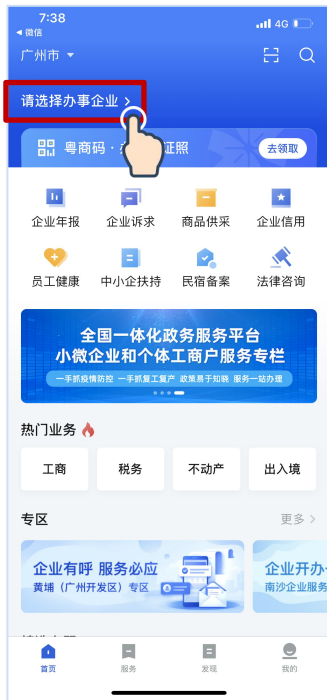 7:38
4G
◀ 微信
广州市
请选择办事企业 >
粤商码·
证照
去领取
企业年报 企业诉求 商品供采 企业信用
员工健康 中小企扶持 民宿备案 法律咨询
全国一体化政务服务平台
小微企业和个体工商户服务专栏
一手抓疫情防控 一手抓复工复产 政策易于知晓 服务一站办理
热门业务
工商 税务 不动产 出入境
专区 更多 >
企业有呼 服务必应
黄埔（广州开发区）专区
企业开办
南沙企业服务
首页 服务 发现 我的